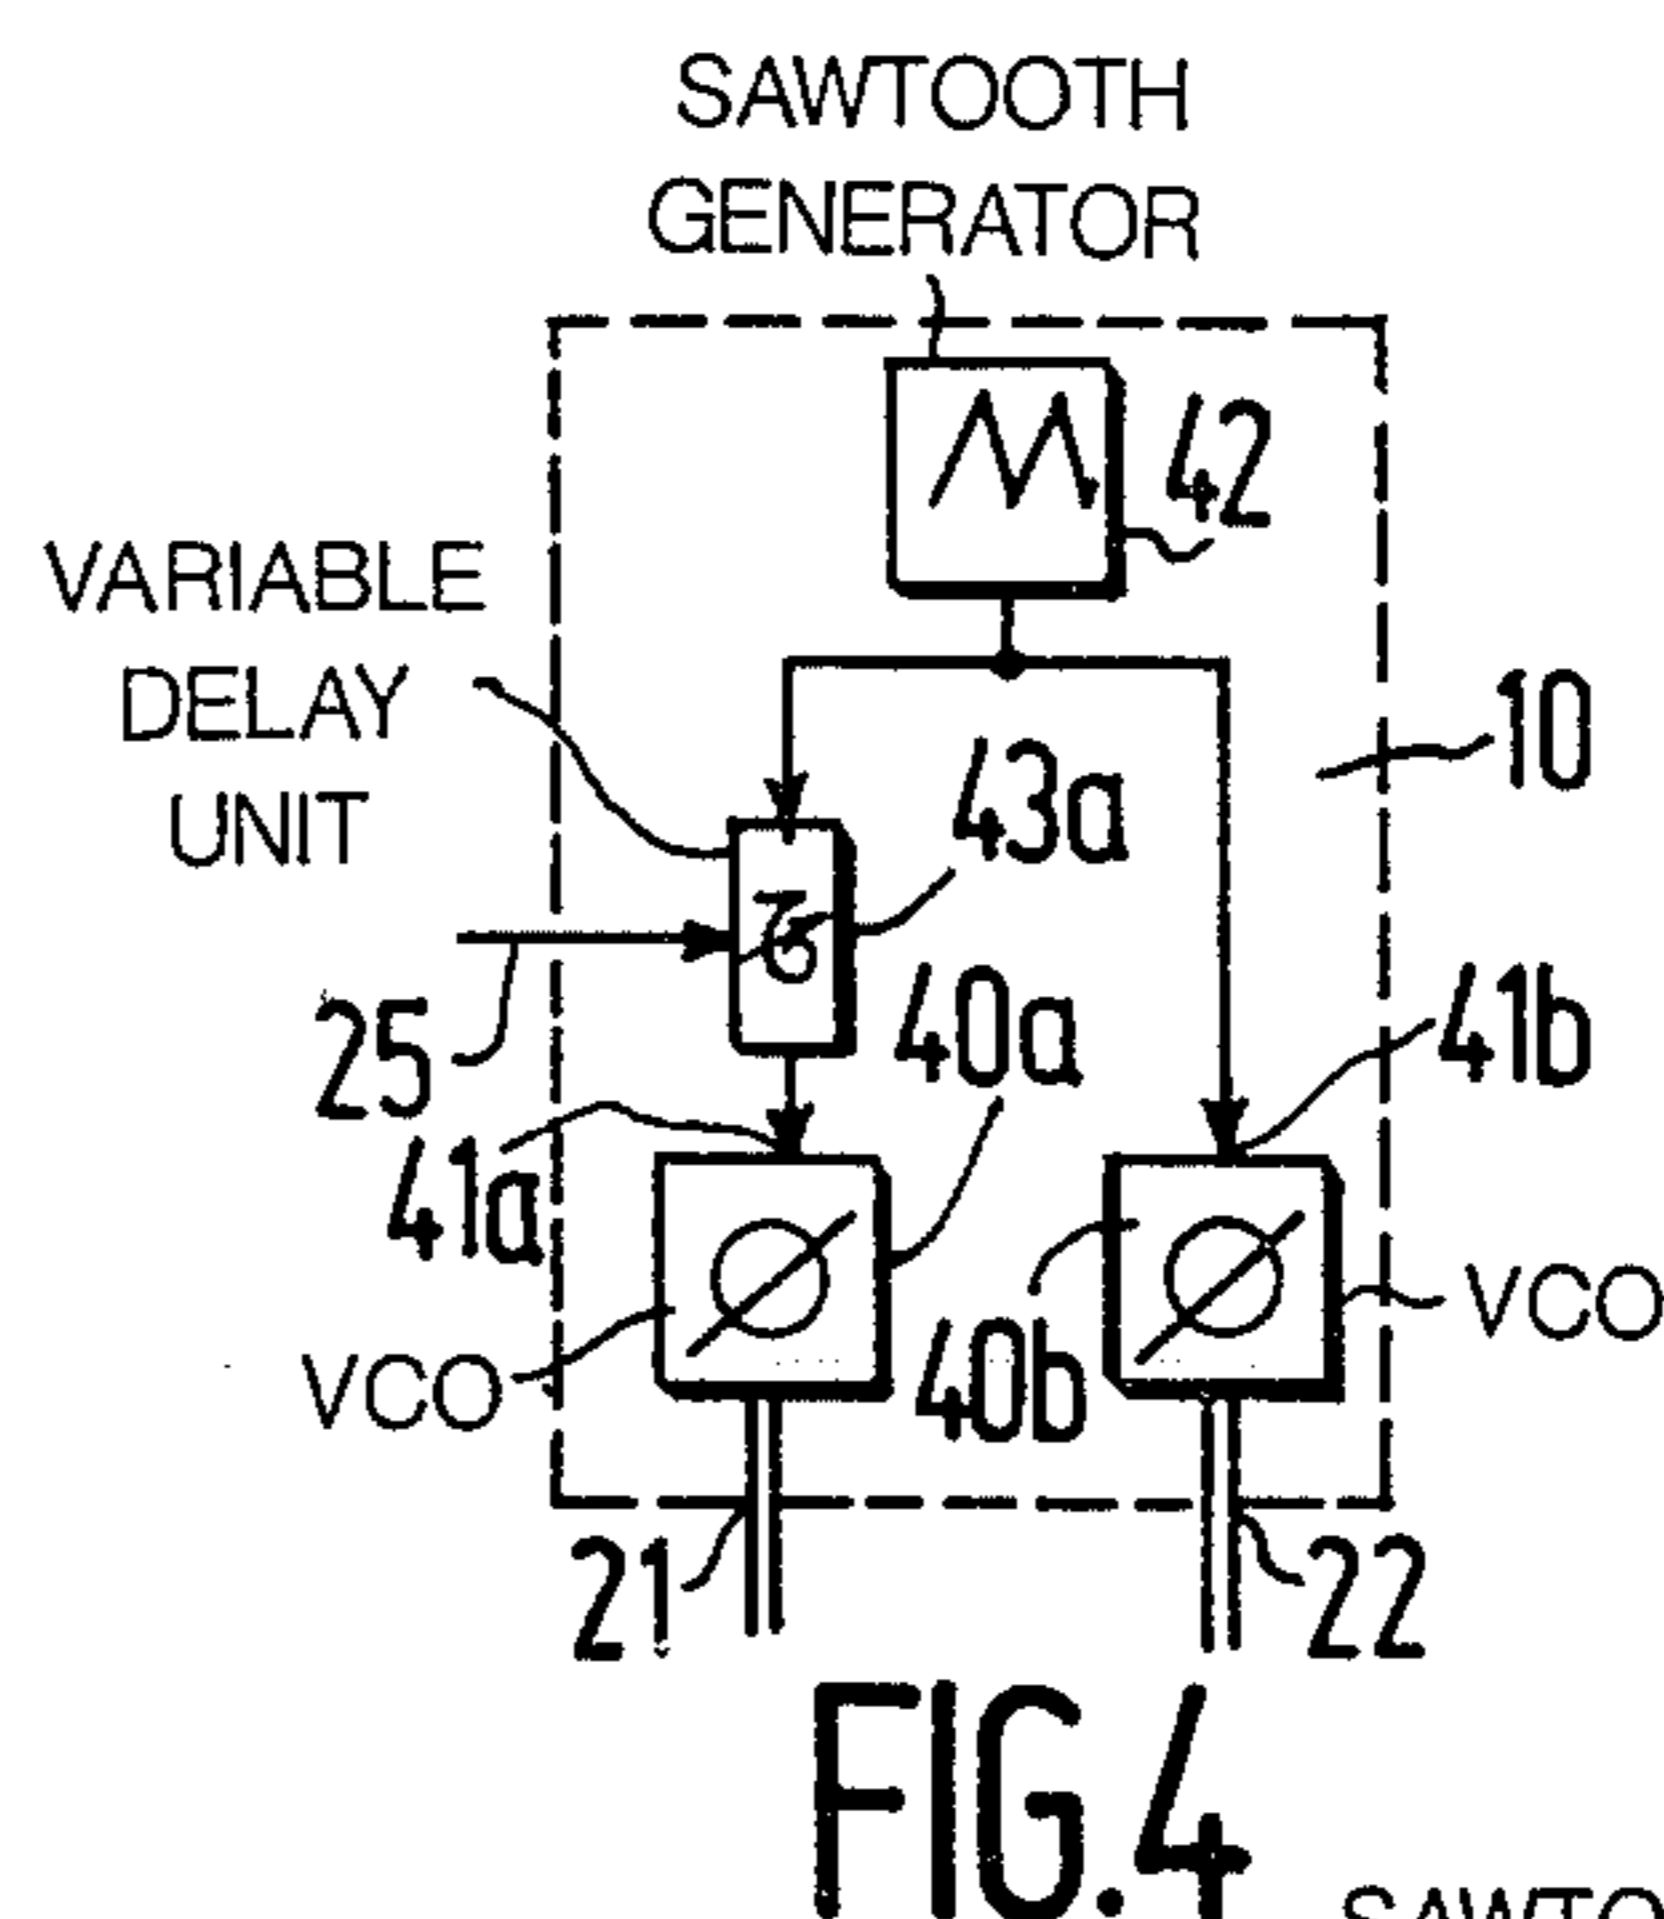 SAWTOOTH
GENERATOR
42
VARIABLE
DELAY
UNIT
10
43a
25
40a
41b
41a
VCO
40b
VCO
21
22
FIG.4